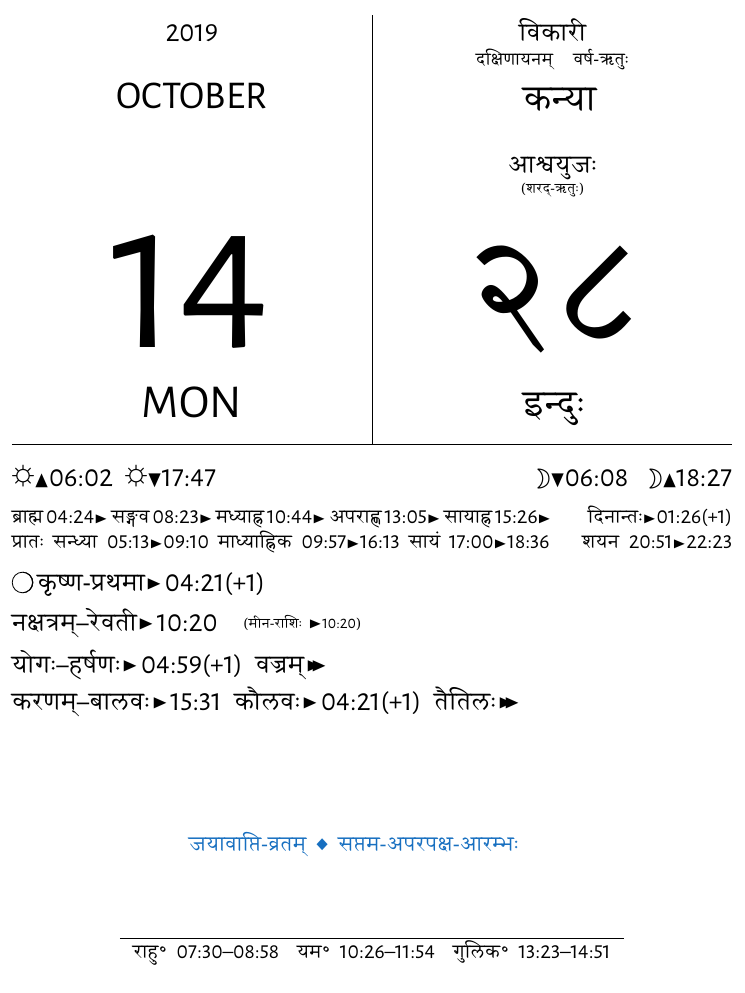 2019
OCTOBER
14
MON
विकारी
दक्षिणायनम् वर्ष-ऋतुः
कन्या
आश्वयुजः
(शरद्-ऋतुः)
२८
इन्दुः
☼▲06:02 ☼▼17:47 ☽▼06:08 ☽▲18:27
ब्राह्म 04:24► सङ्गव 08:23► मध्याह्न 10:44► अपराह्ण 13:05► सायाह्न 15:26► दिनान्तः►01:26(+1)
प्रातः सन्ध्या 05:13►09:10 माध्याह्निक 09:57►16:13 सायं 17:00►18:36 शयन 20:51►22:23
○कृष्ण-प्रथमा► 04:21(+1)
नक्षत्रम्–रेवती►10:20 (मीन-राशिः ►10:20)
योगः–हर्षणः► 04:59(+1) वज्रम्►►
करणम्–बालवः►15:31 कौलवः► 04:21(+1) तैतिलः►►
जयावाप्ति-व्रतम् ◆ सप्तम-अपरपक्ष-आरम्भः
राहु° 07:30–08:58 यम° 10:26–11:54 गुलिक° 13:23–14:51